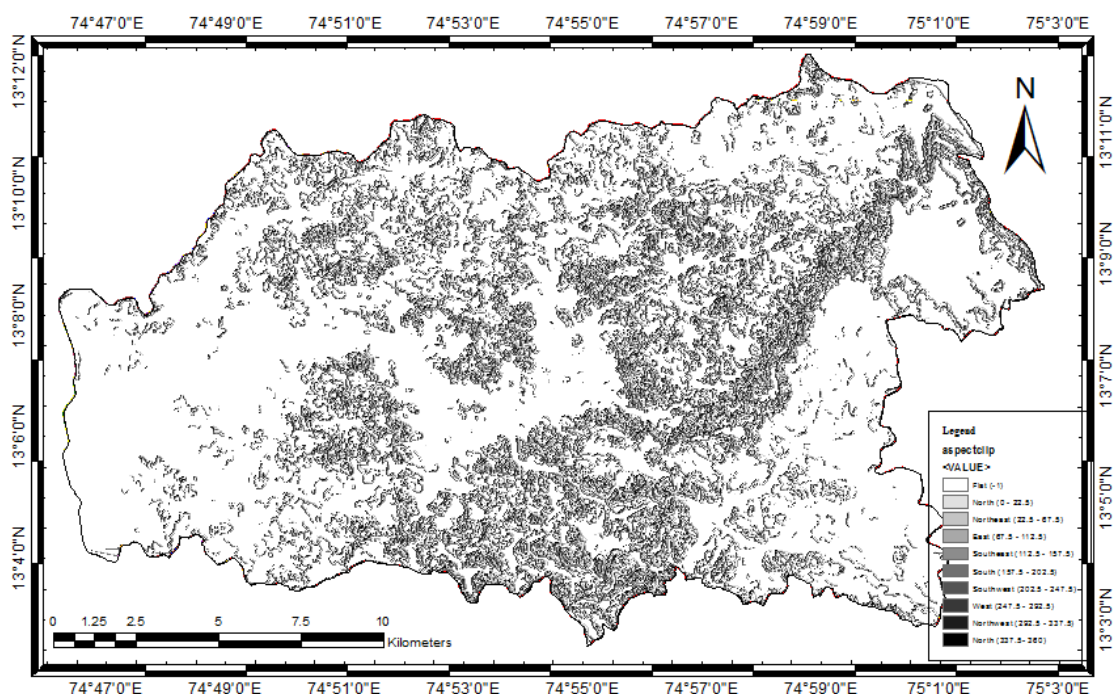 74°47'0"E 74°49'0"E 74°51'0"E 74°53'0"E 74°55'0"E 74°57'0"E 74°59'0"E 75°1'0"E 75°3'0"E
13°12'0"N
13°10'0"N
13°8'0"N
13°6'0"N
13°4'0"N
N
13°11'0"N
13°9'0"N
13°7'0"N
13°5'0"N
13°3'0"N
Legend
aspectclip
<VALUE>
Flat (-1)
North (0 - 22.5)
Northeast (22.5 - 67.5)
East (67.5 - 112.5)
Southeast (112.5 - 157.5)
South (157.5 - 202.5)
Southwest (202.5 - 247.5)
West (247.5 - 292.5)
Northwest (292.5 - 337.5)
North (337.5-360)
0 1.25 2.5 5 7.5 10
Kilometers
74°47'0"E 74°49'0"E 74°51'0"E 74°53'0"E 74°55'0"E 74°57'0"E 74°59'0"E 75°1'0"E 75°3'0"E